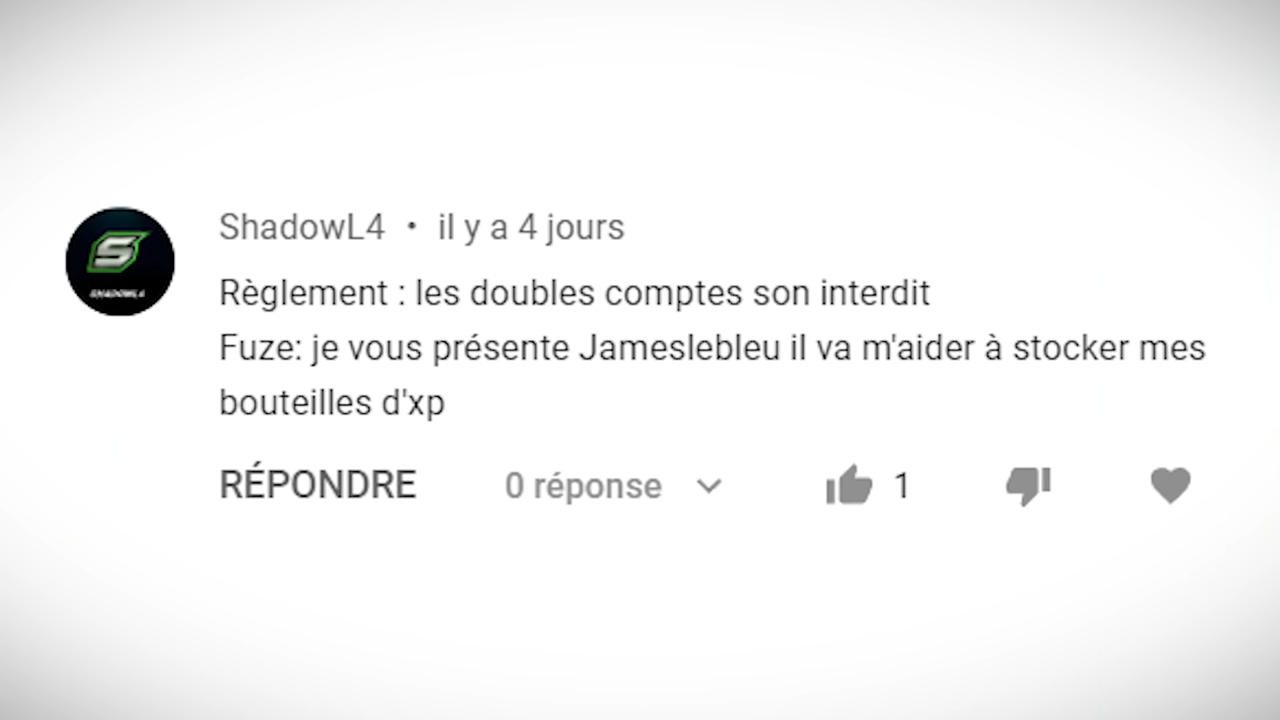 ShadowL4 • il y a 4 jours
Règlement : les doubles comptes son interdit
Fuze: je vous présente Jameslebleu il va m'aider à stocker mes
bouteilles d'xp
RÉPONDRE 0 réponse 1
S
SHADOWL4